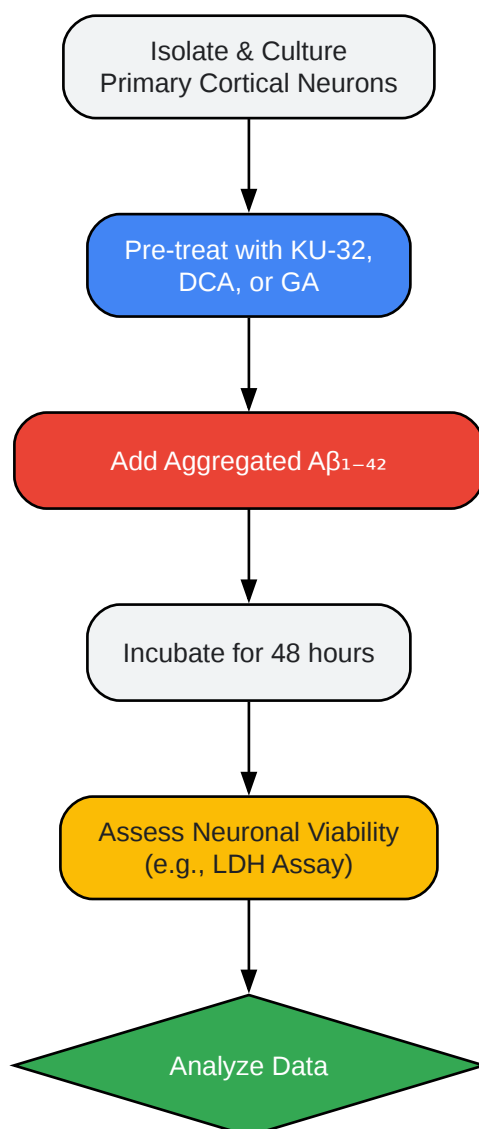 Isolate & Culture
Primary Cortical Neurons
Pre-treat with KU-32,
DCA, or GA
Add Aggregated Aβ₁₋₄₂
Incubate for 48 hours
Assess Neuronal Viability
(e.g., LDH Assay)
Analyze Data